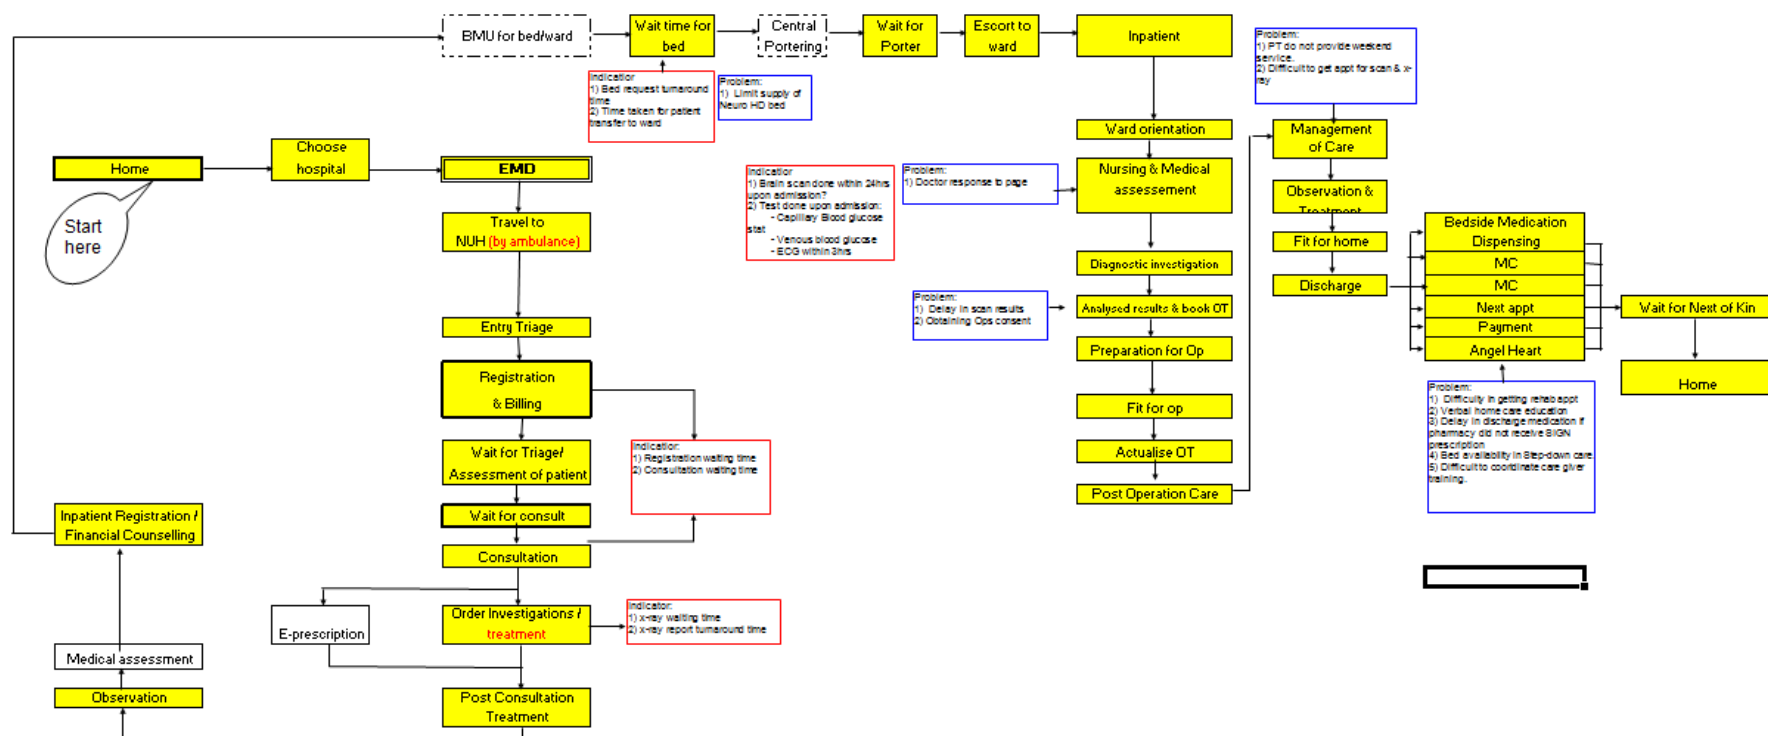 BMU for bed/ward
Wait time for
bed
Central
Portering
Wait for
Porter
Escort to
ward
Inpatient
Problem:
1) PT do not provide weekend
service.
2) Difficult to get appt for scan & x-
ray
Indicator
1) Bed request turnaround
time
2) Time taken for patient
transfer to ward
Problem:
1) Limit supply of
Neuro HD bed
Home
Start
here
Choose
hospital
EMD
Travel to
NUH (by ambulance)
Entry Triage
Registration
& Billing
Wait for Triage/
Assessment of patient
Wait for consult
Consultation
Indicator:
1) Registration waiting time
2) Consultation waiting time
E-prescription
Order Investigations /
treatment
Indicator:
1) x-ray waiting time
2) x-ray report turnaround time
Post Consultation
Treatment
Inpatient Registration /
Financial Counselling
Medical assessment
Observation
Indicator
1) Brain scan done within 24hrs
upon admission?
2) Test done upon admission:
- Capillary Blood glucose
stat
- Venous blood glucose
- ECG within 3hrs
Problem:
1) Doctor response to page
Ward orientation
Nursing & Medical
assessement
Diagnostic investigation
Problem:
1) Delay in scan results
2) Obtaining Ops consent
Analysed results & book OT
Preparation for Op
Fit for op
Actualise OT
Post Operation Care
Management
of Care
Observation &
Treatment
Fit for home
Discharge
Bedside Medication
Dispensing
MC
MC
Next appt
Payment
Angel Heart
Wait for Next of Kin
Home
Problem:
1) Difficulty in getting rehab appt
2) Verbal home care education
3) Delay in discharge medication if
pharmacy did not receive SIGN
prescription
4) Bed availability in Step-down care
5) Difficult to coordinate care giver
training.